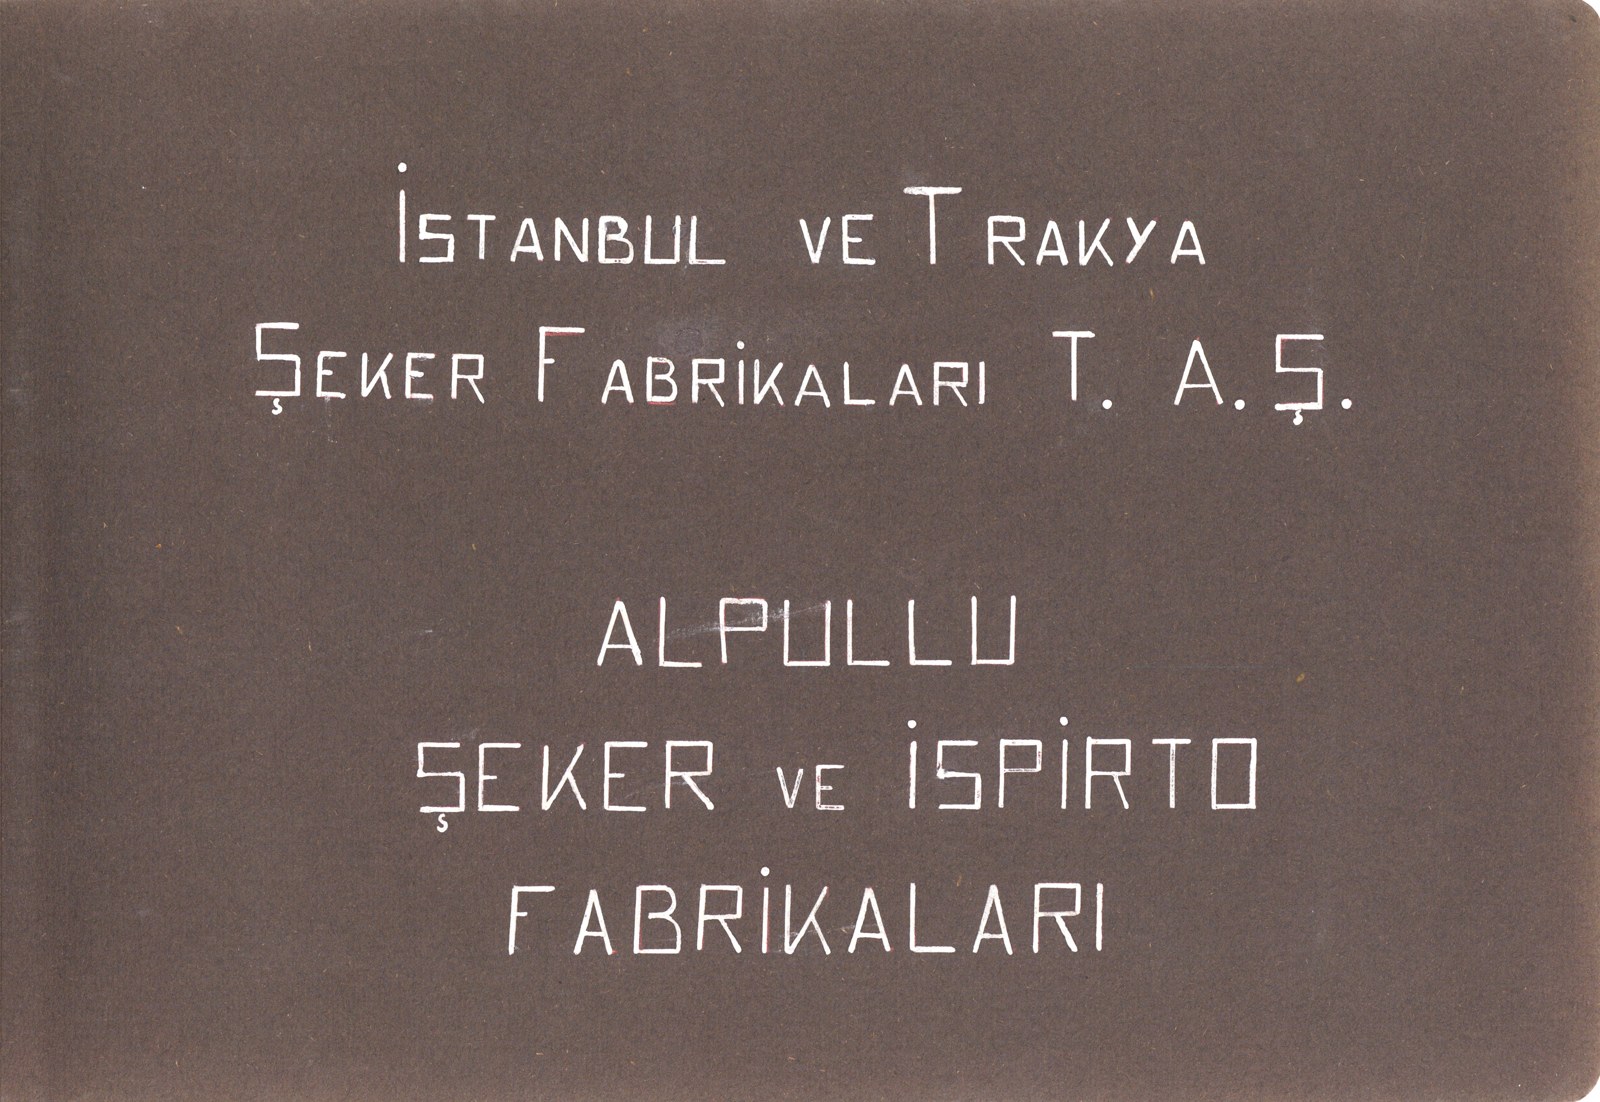 İSTANBUL VE TRAKYA
ŞEKER FABRİKALARI T. A. Ş.
ALPULLU
ŞEKER VE İSPİRTO
FABRİKALARI